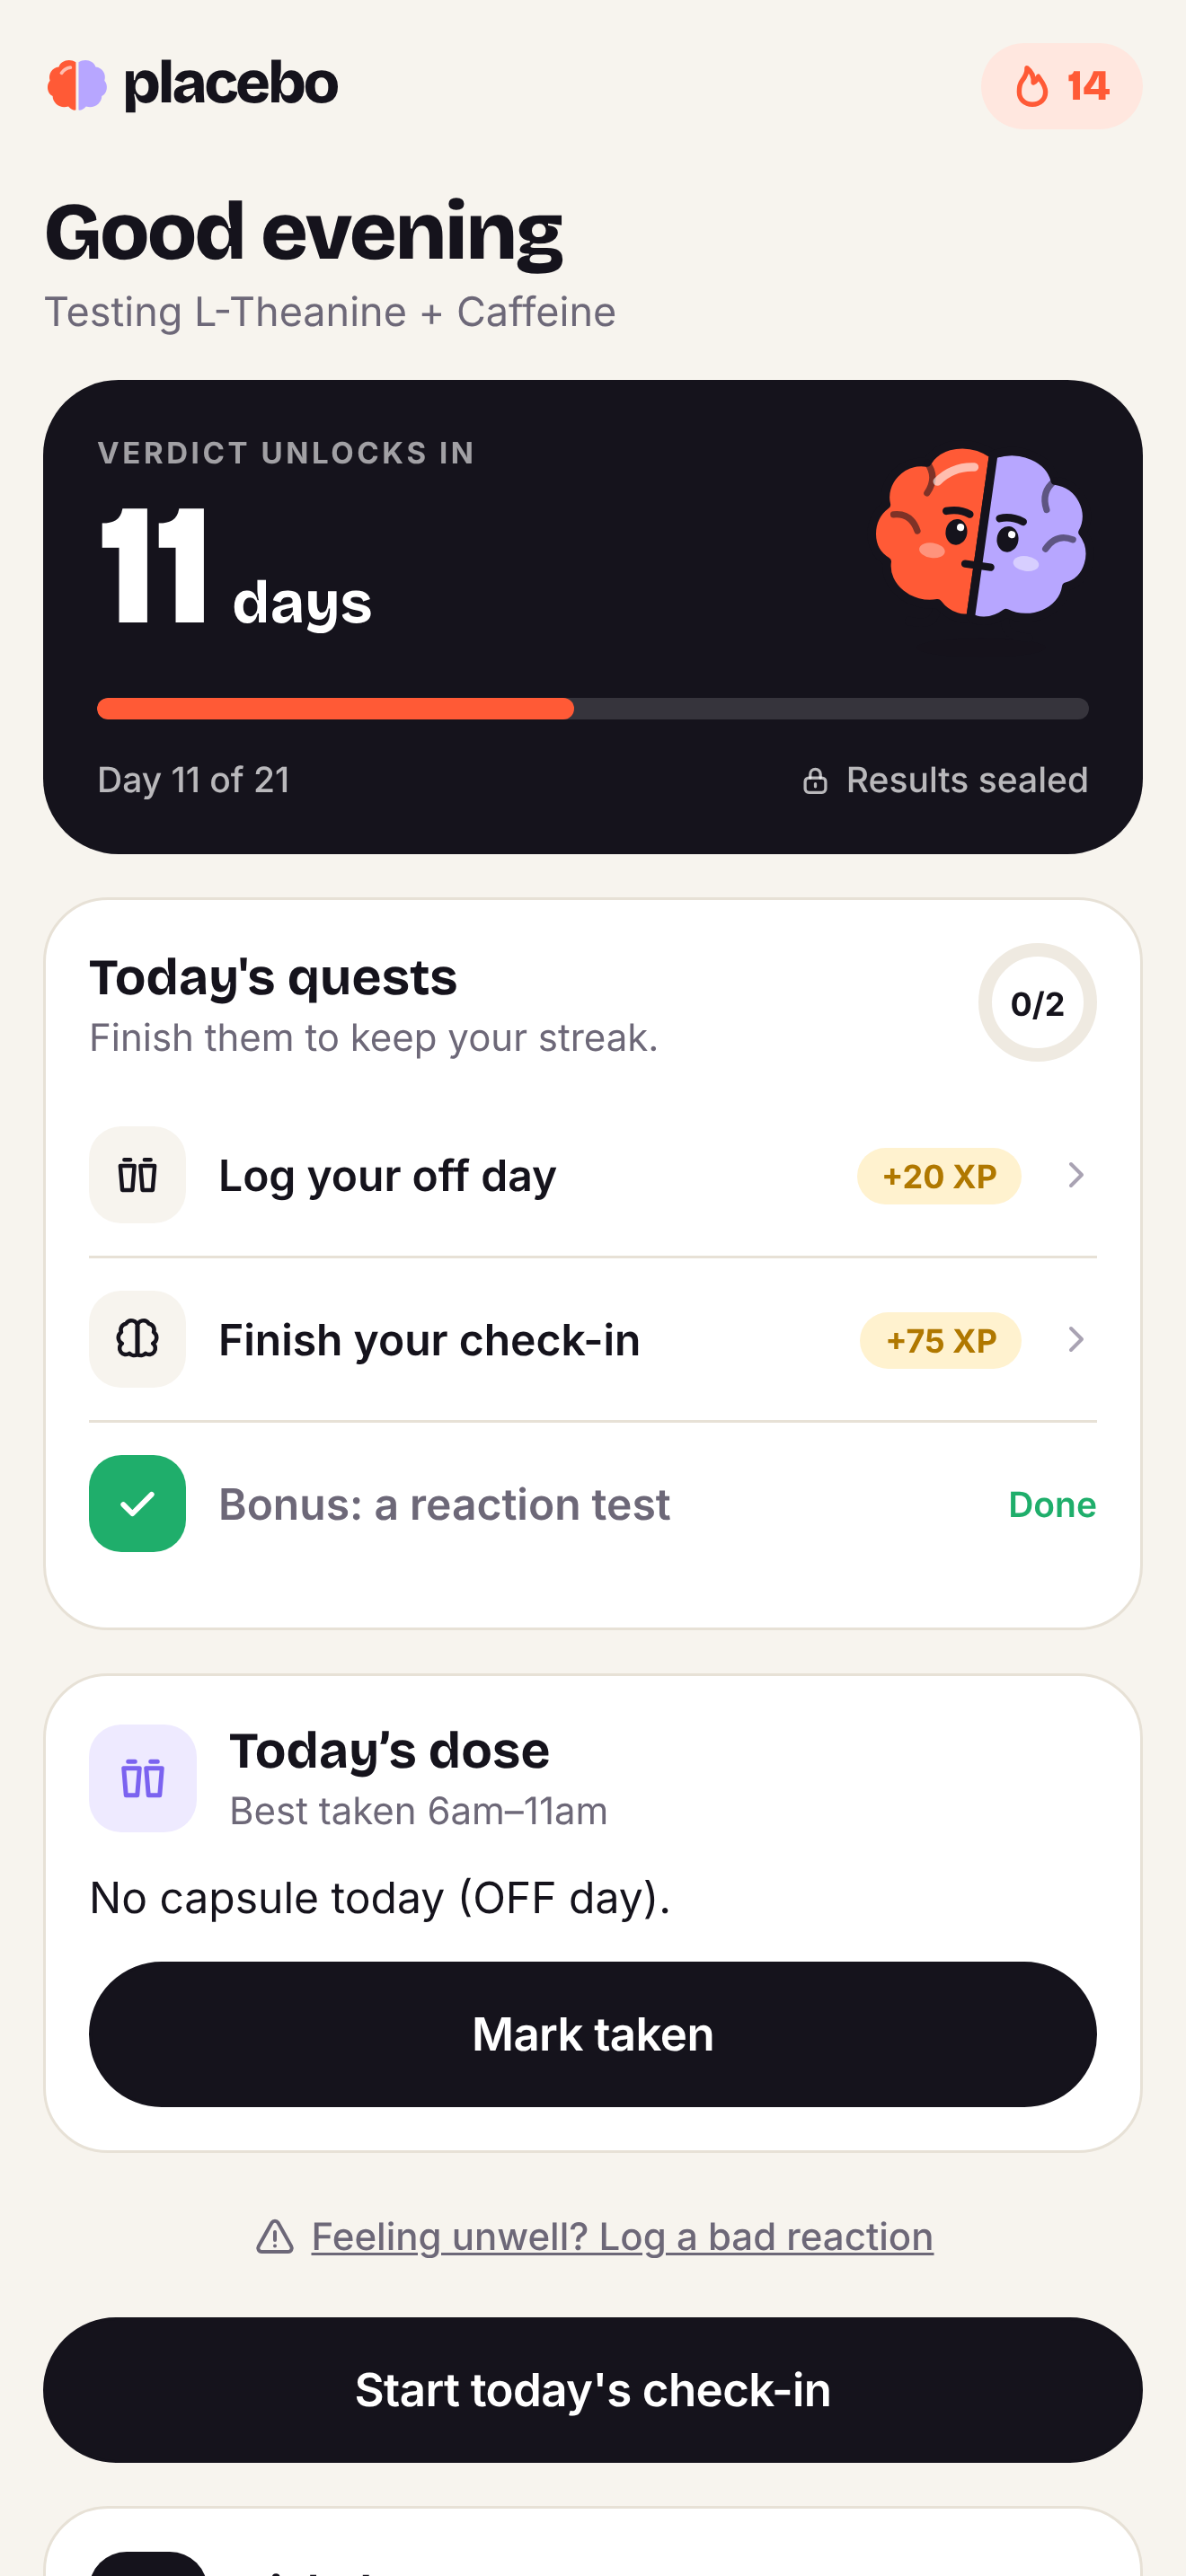 placebo
14
Good evening
Testing L-Theanine + Caffeine
VERDICT UNLOCKS IN
11 days
Day 11 of 21
Results sealed
Today's quests
0/2
Finish them to keep your streak.
Log your off day
+20 XP
Finish your check-in
+75 XP
Bonus: a reaction test
Done
Today’s dose
Best taken 6am–11am
No capsule today (OFF day).
Mark taken
Feeling unwell? Log a bad reaction
Start today's check-in